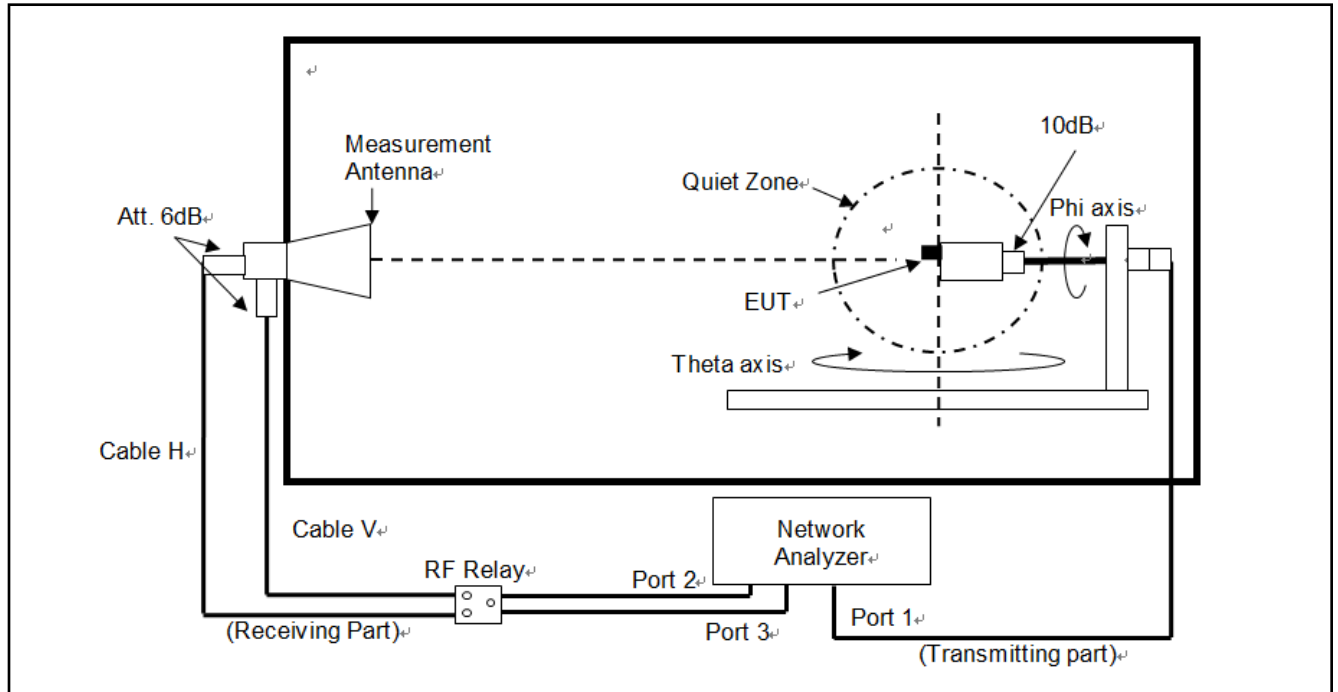 10dB
Measurement
Antenna
Quiet Zone
Att. 6dB
Phi axis
EUT
Theta axis
Cable H
Cable V
Network
Analyzer
RF Relay
Port 2
Port 1
(Receiving Part)
Port 3
(Transmitting part)